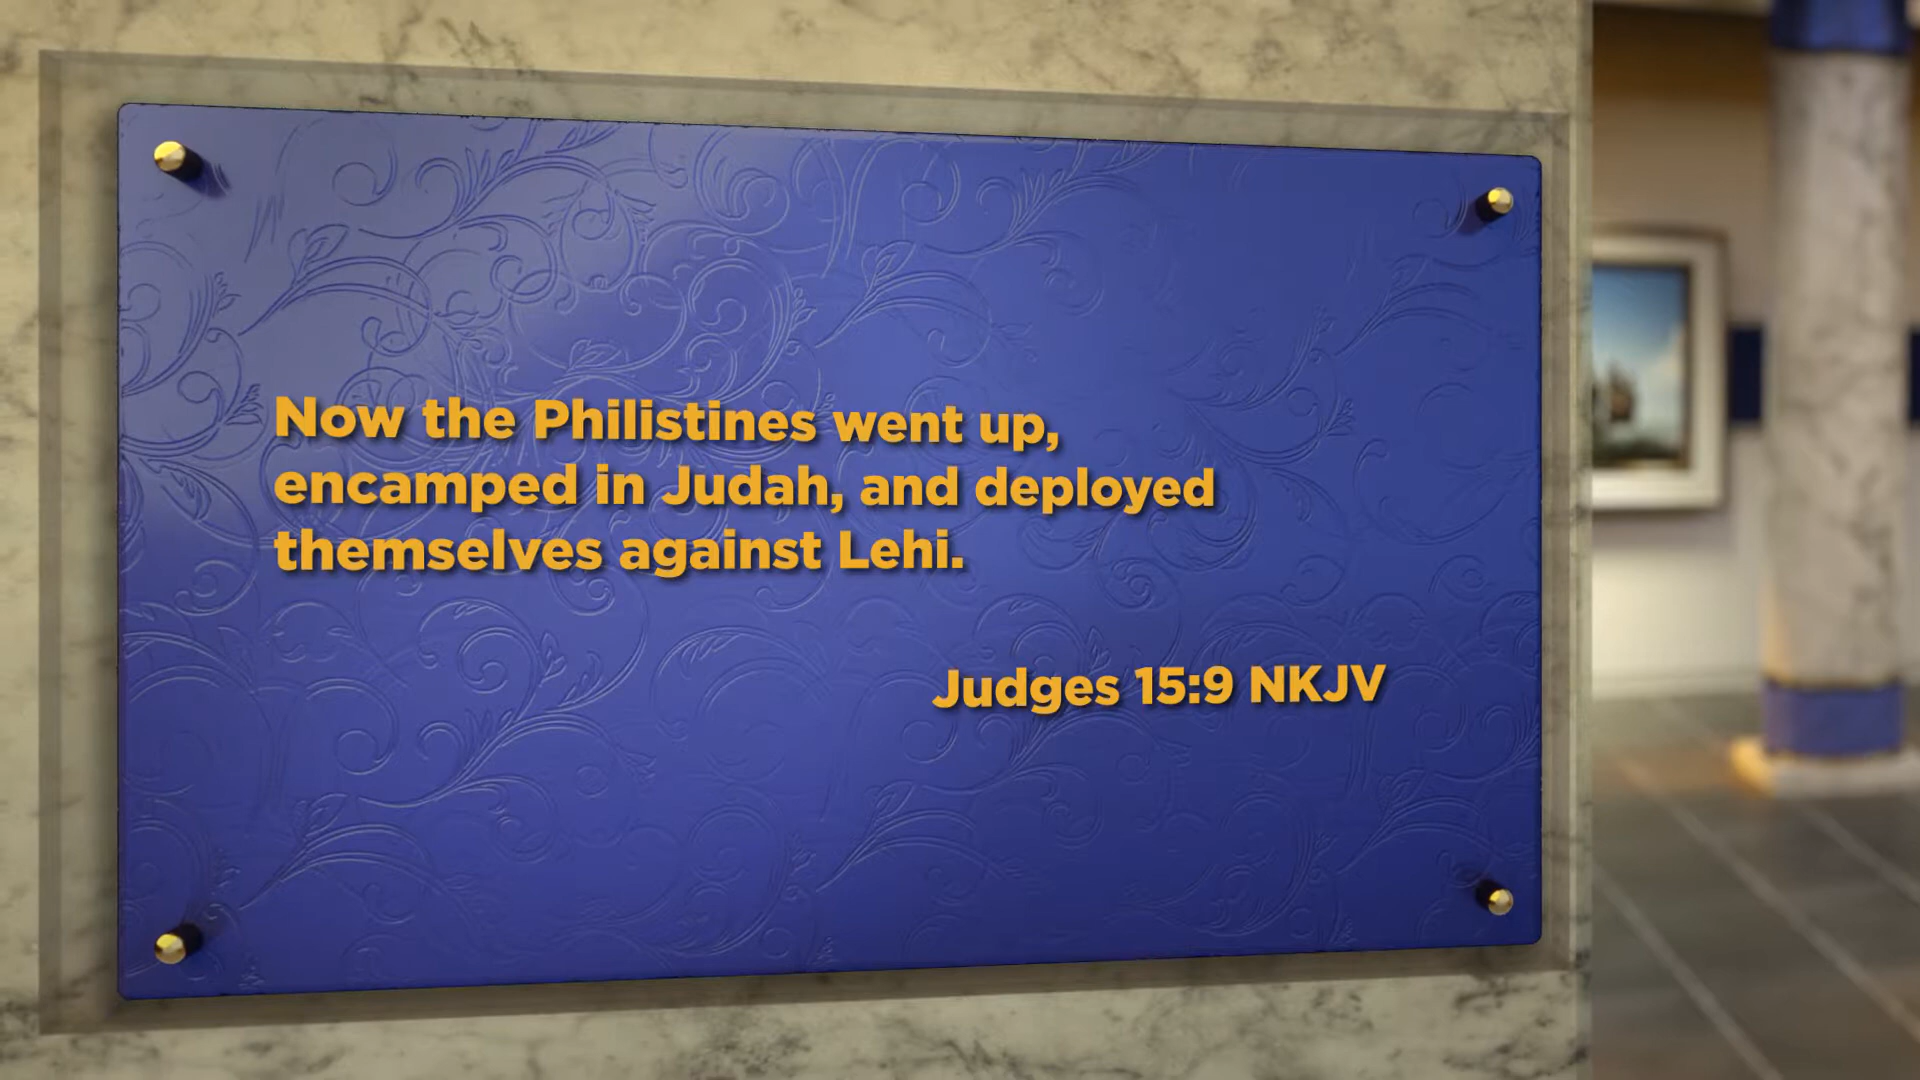 Now the Philistines went up,
encamped in Judah, and deployed
themselves against Lehi.
Judges 15:9 NKJV